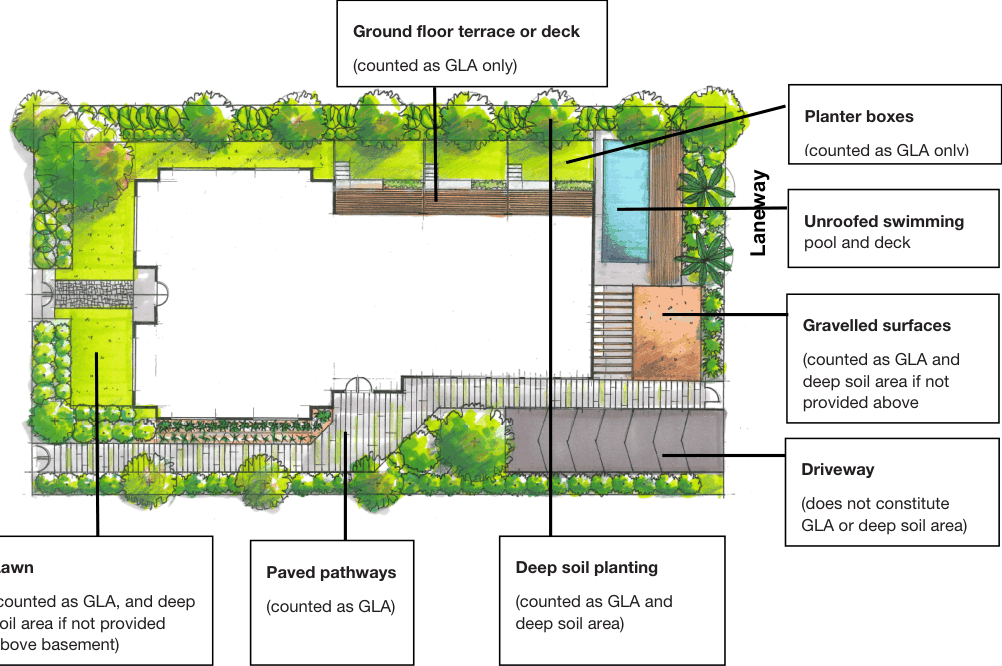 Ground floor terrace or deck
(counted as GLA only)
Planter boxes
(counted as GLA only)
Laneway
Unroofed swimming
pool and deck
Gravelled surfaces
(counted as GLA and
deep soil area if not
provided above
Driveway
(does not constitute
GLA or deep soil area)
awn
counted as GLA, and deep
oil area if not provided
bove basement)
Paved pathways
(counted as GLA)
Deep soil planting
(counted as GLA and
deep soil area)